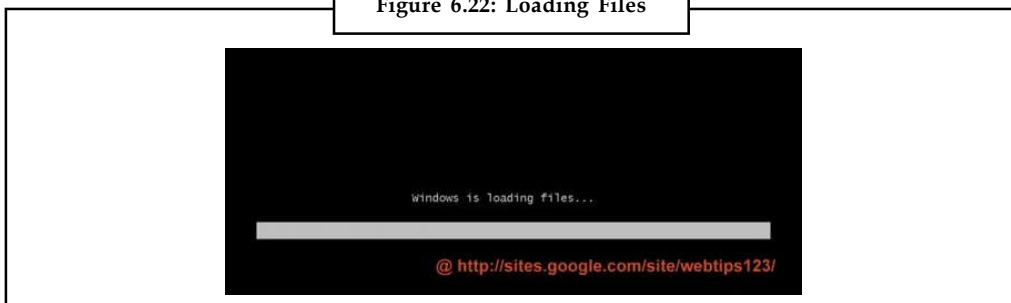 Figure 6.22: Loading Files
Windows is loading files...
@ http://sites.google.com/site/webtips123/